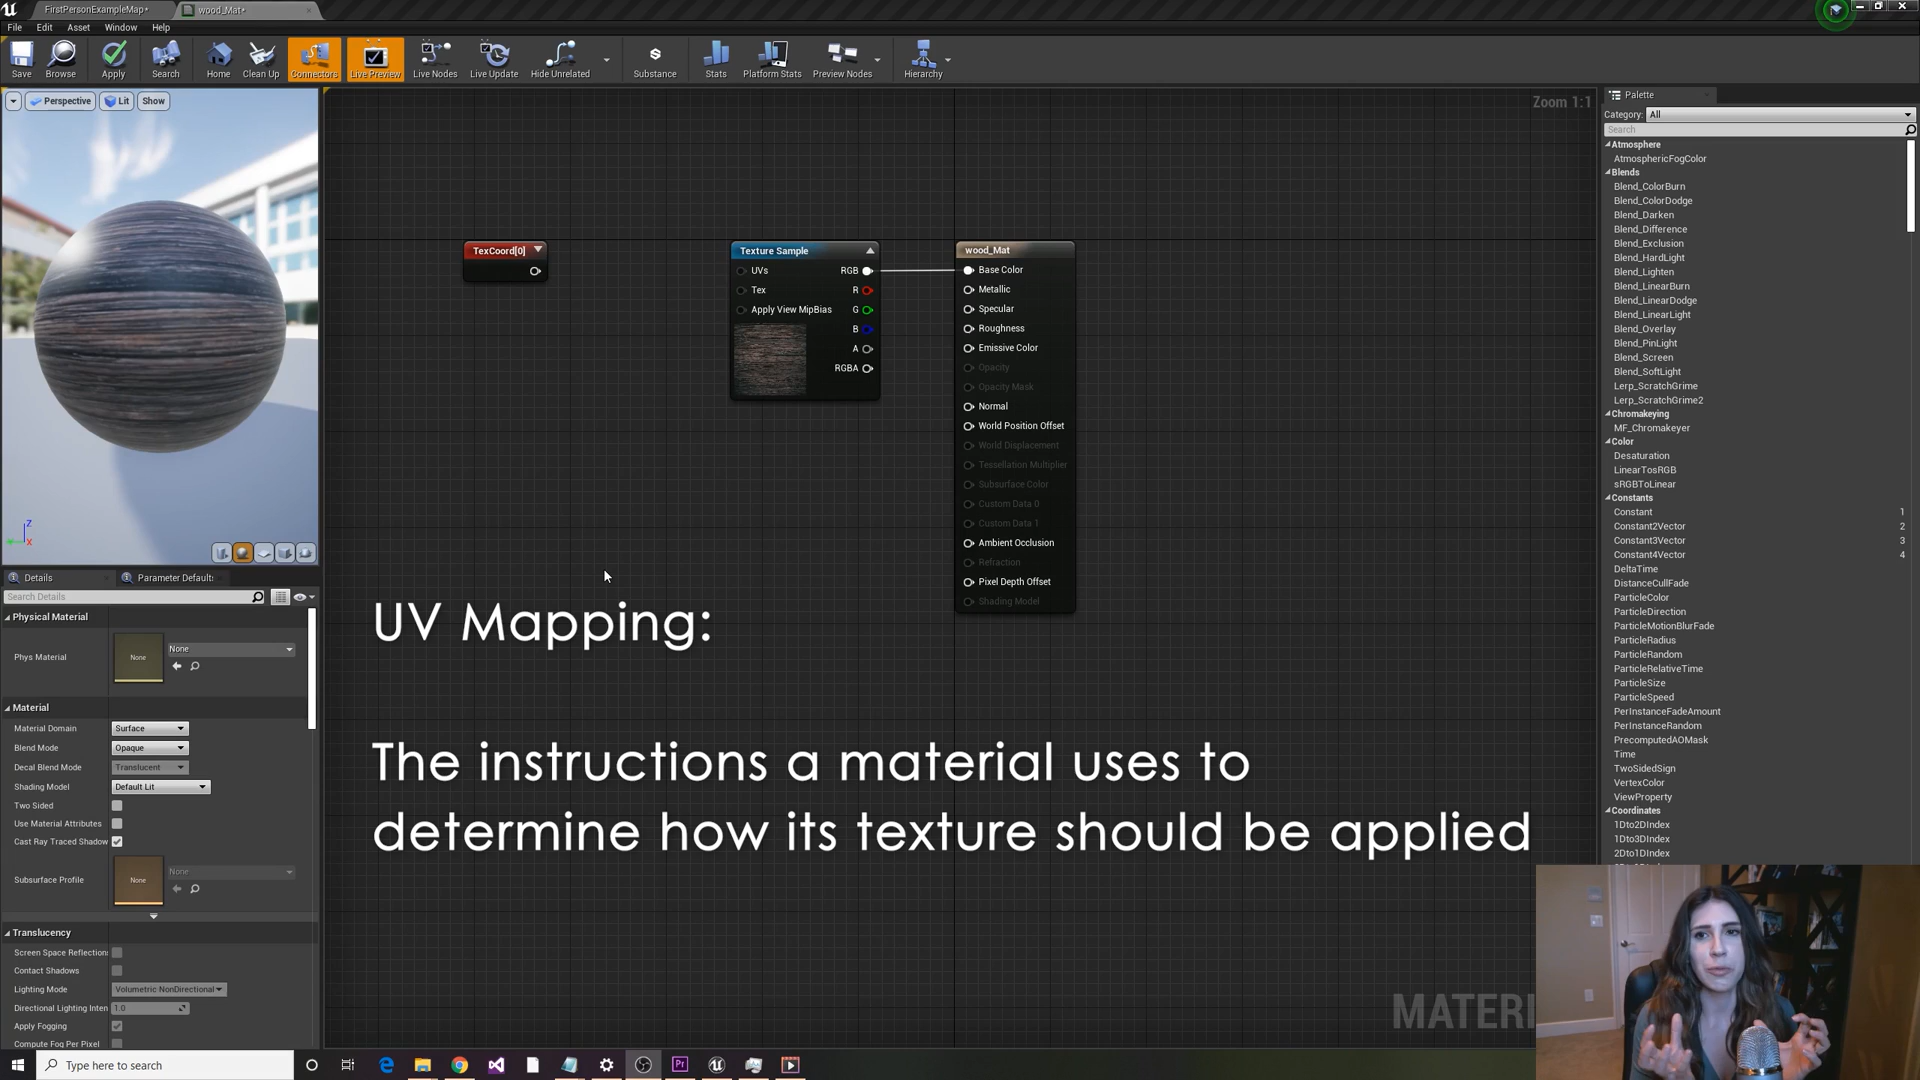 FirstPersonExampleMap*
wood_Mat*
File Edit Asset Window Help
Save Browse Apply Search Home Clean Up Connectors Live Preview Live Nodes Live Update Hide Unrelated Substance Stats Platform Stats Preview Nodes Hierarchy
Perspective Lit Show
Z
X
Zoom 1:1
TexCoord[0]
Texture Sample
UVs RGB
Tex R
Apply View MipBias G
B
A
RGBA
wood_Mat
Base Color
Metallic
Specular
Roughness
Emissive Color
Opacity
Opacity Mask
Normal
World Position Offset
World Displacement
Tessellation Multiplier
Subsurface Color
Custom Data 0
Custom Data 1
Ambient Occlusion
Refraction
Pixel Depth Offset
Shading Model
UV Mapping:
The instructions a material uses to
determine how its texture should be applied
MATERI
Details Parameter Default
Search Details
Physical Material
Phys Material None None
Material
Material Domain Surface
Blend Mode Opaque
Decal Blend Mode Translucent
Shading Model Default Lit
Two Sided
Use Material Attributes
Cast Ray Traced Shadow
Subsurface Profile None None
Translucency
Screen Space Reflection
Contact Shadows
Lighting Mode Volumetric NonDirectional
Directional Lighting Inten 1.0
Apply Fogging
Compute Fog Per Pixel
Palette
Category: All
Search
Atmosphere
AtmosphericFogColor
Blends
Blend_ColorBurn
Blend_ColorDodge
Blend_Darken
Blend_Difference
Blend_Exclusion
Blend_HardLight
Blend_Lighten
Blend_LinearBurn
Blend_LinearDodge
Blend_LinearLight
Blend_Overlay
Blend_PinLight
Blend_Screen
Blend_SoftLight
Lerp_ScratchGrime
Lerp_ScratchGrime2
Chromakeying
MF_Chromakeyer
Color
Desaturation
LinearTosRGB
sRGBToLinear
Constants
Constant 1
Constant2Vector 2
Constant3Vector 3
Constant4Vector 4
DeltaTime
DistanceCullFade
ParticleColor
ParticleDirection
ParticleMotionBlurFade
ParticleRadius
ParticleRandom
ParticleRelativeTime
ParticleSize
ParticleSpeed
PerInstanceFadeAmount
PerInstanceRandom
PrecomputedAOMask
Time
TwoSidedSign
VertexColor
ViewProperty
Coordinates
1Dto2DIndex
1Dto3DIndex
2Dto1DIndex
Type here to search
Pr